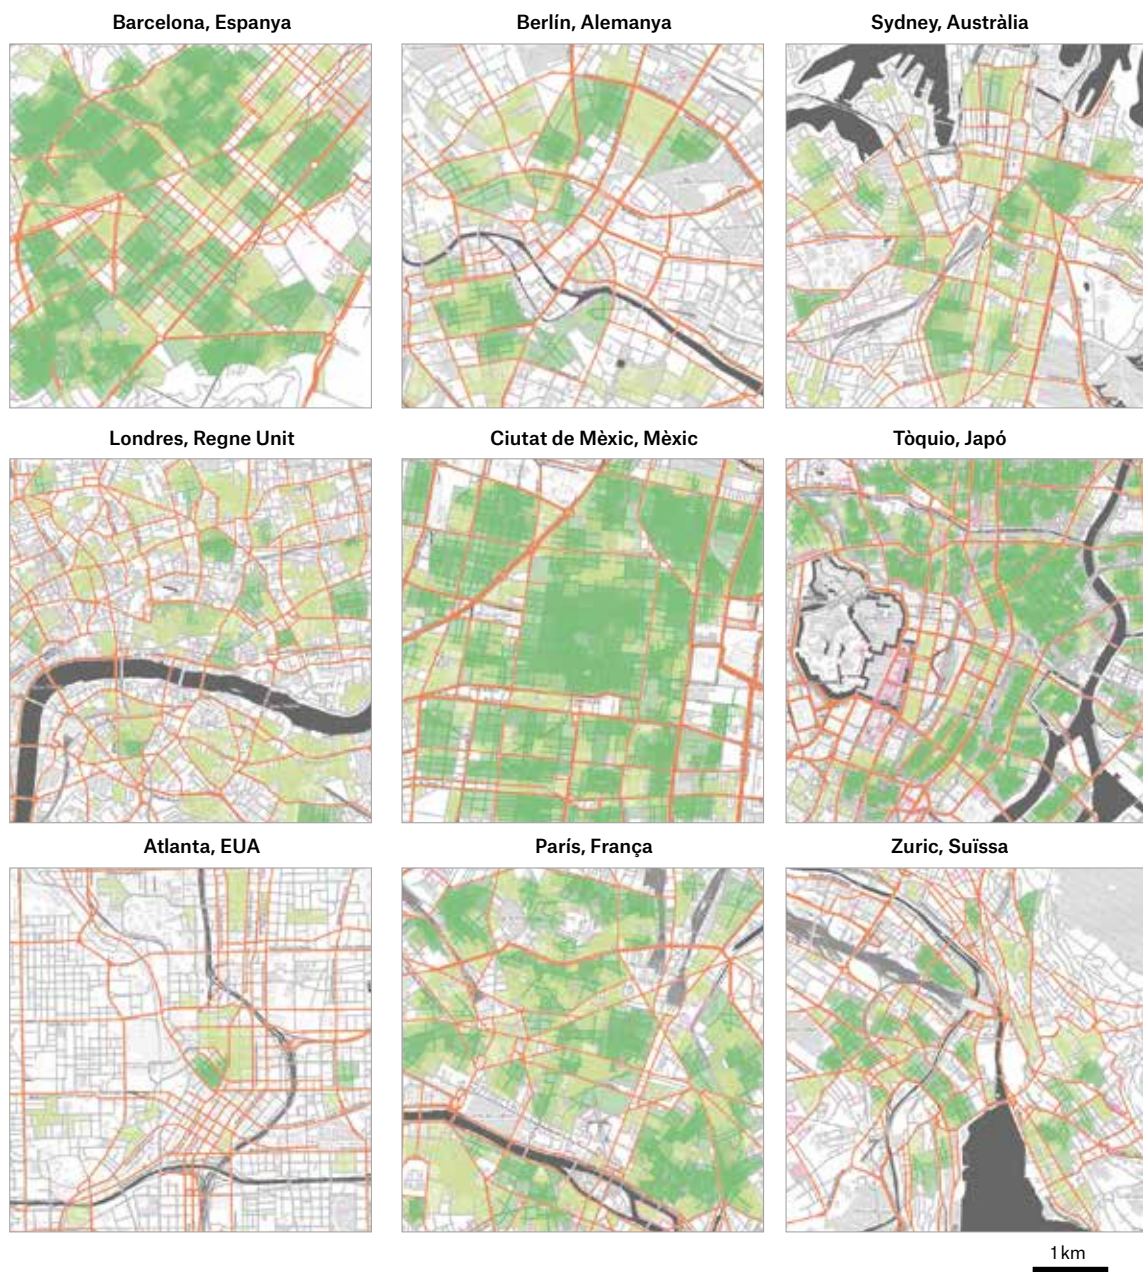 Barcelona, Espanya
Berlín, Alemanya
Sydney, Austràlia
Londres, Regne Unit
Ciutat de Mèxic, Mèxic
Tòquio, Japó
Atlanta, EUA
París, França
Zuric, Suïssa
1 km